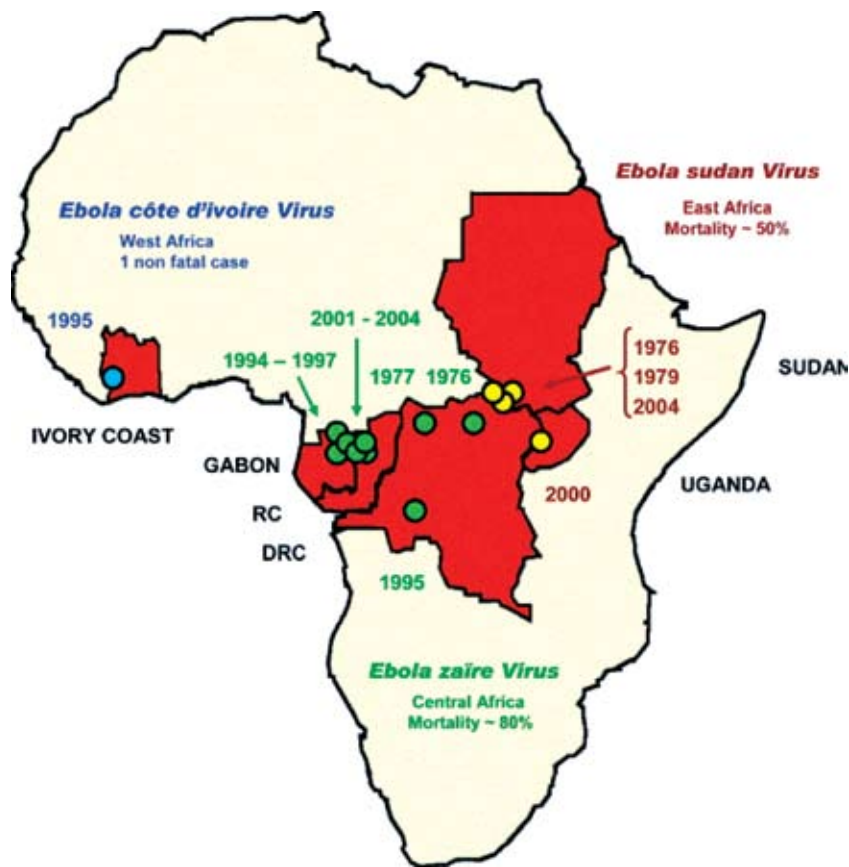 Ebola sudan Virus
East Africa
Mortality ~ 50%
Ebola côte d'ivoire Virus
West Africa
1 non fatal case
1995
2001 - 2004
1994 – 1997
1977
1976
1976
1979
2004
SUDAN
IVORY COAST
GABON
UGANDA
2000
RC
DRC
1995
Ebola zaïre Virus
Central Africa
Mortality ~ 80%